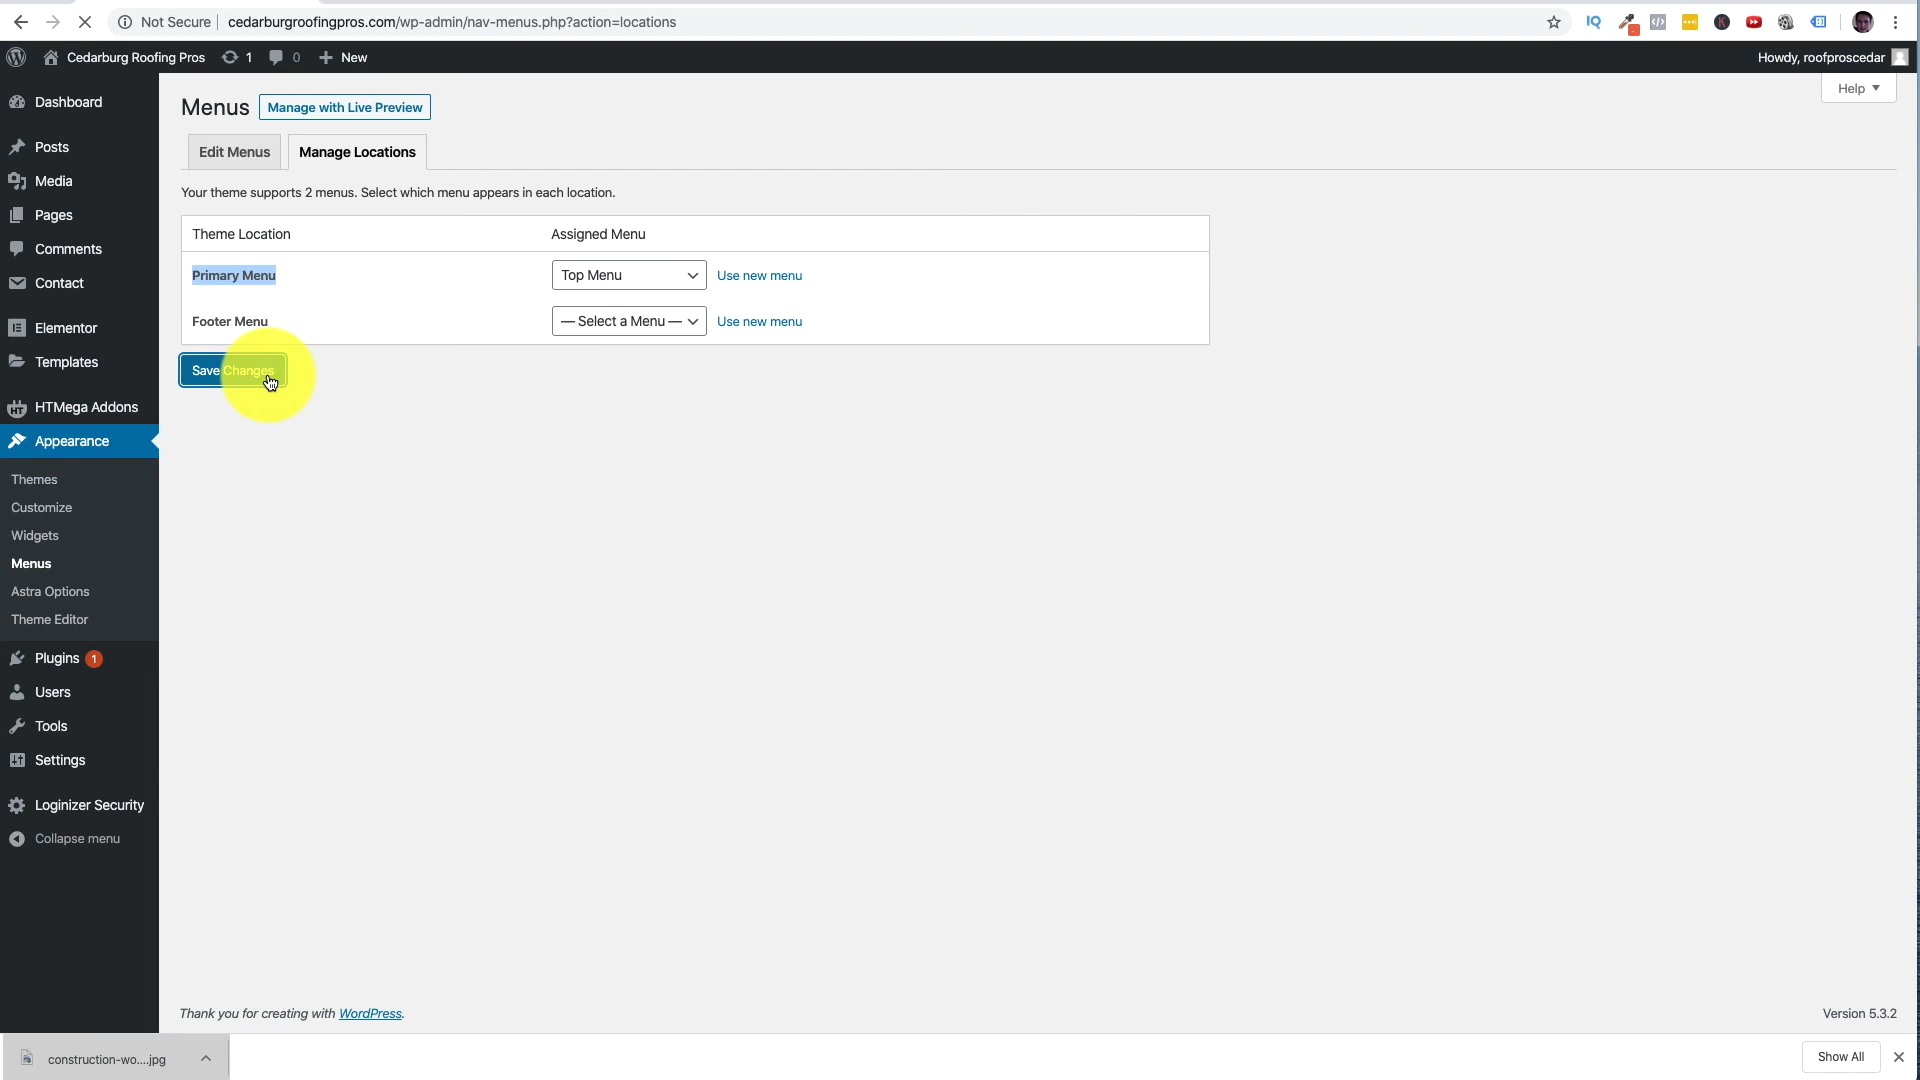 Not Secure cedarburgroofingpros.com/wp-admin/nav-menus.php?action=locations
IQ
Cedarburg Roofing Pros 1 0 New
Howdy, roofproscedar
Help
Dashboard
Posts
Media
Pages
Comments
Contact
Elementor
Templates
HTMega Addons
Appearance
Themes
Customize
Widgets
Menus
Astra Options
Theme Editor
Plugins 1
Users
Tools
Settings
Loginizer Security
Collapse menu
Menus Manage with Live Preview
Edit Menus Manage Locations
Your theme supports 2 menus. Select which menu appears in each location.
Theme Location Assigned Menu
Primary Menu Top Menu Use new menu
Footer Menu — Select a Menu — Use new menu
Save Changes
Thank you for creating with WordPress.
Version 5.3.2
construction-wo....jpg
Show All